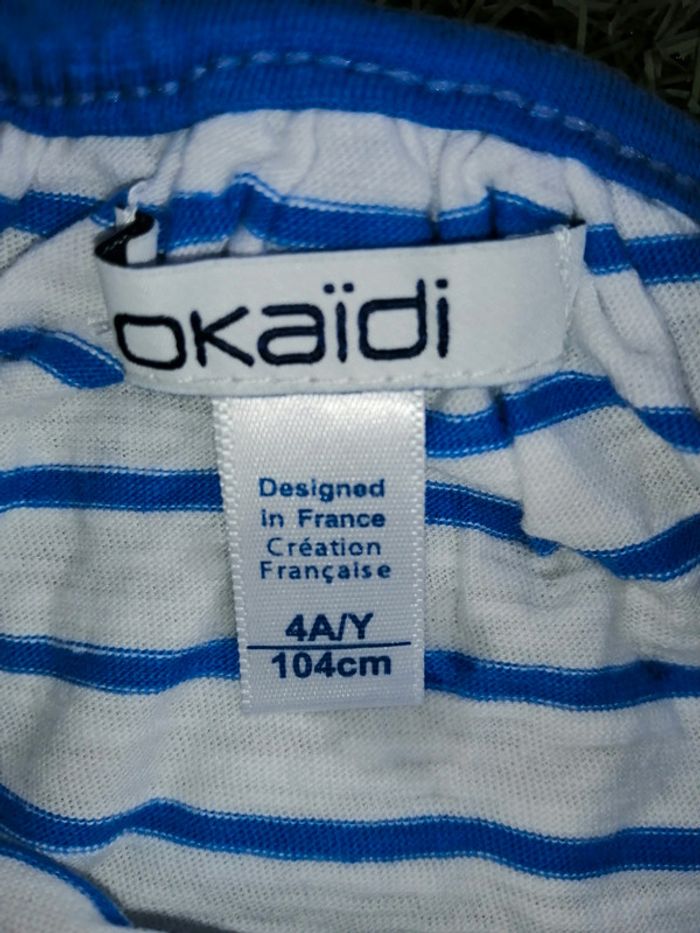 okaïdi
Designed
in France
Création
Française
4A/Y
104cm